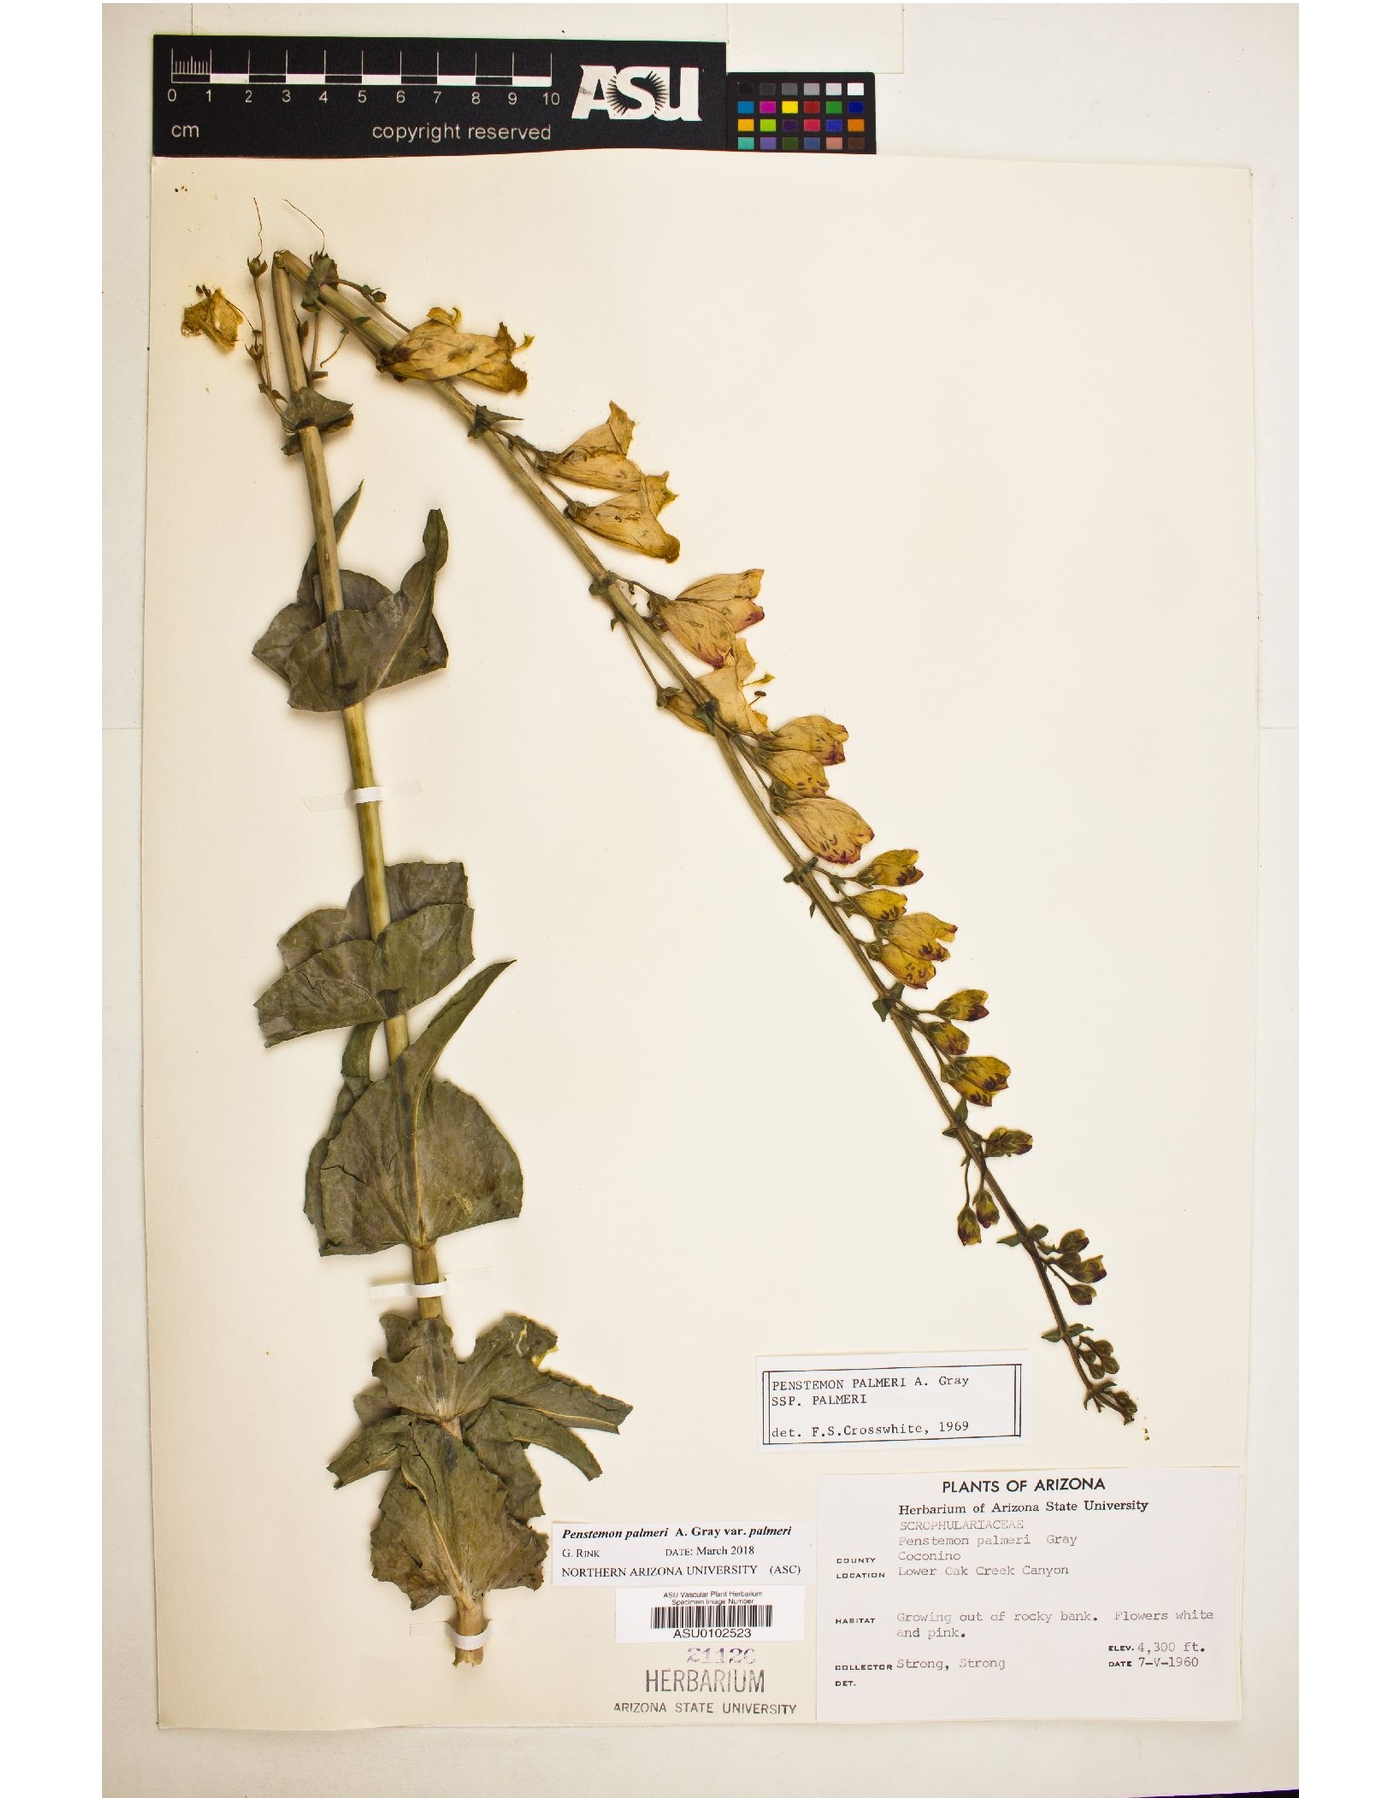 0 1 2 3 4 5 6 7 8 9 10
cm
copyright reserved
ASU
PENSTEMON PALMERI A. Gray
SSP. PALMERI
det. F.S.Crosswhite, 1969
PLANTS OF ARIZONA
Herbarium of Arizona State University
SCROPHULARIACEAE
Penstemon palmeri Gray
COUNTY Coconino
LOCATION Lower Oak Creek Canyon
HABITAT Growing out of rocky bank. Flowers white
and pink.
ELEV. 4,300 ft.
COLLECTOR Strong, Strong
DATE 7-V-1960
DET.
Penstemon palmeri A. Gray var. palmeri
G. RINK DATE: March 2018
NORTHERN ARIZONA UNIVERSITY (ASC)
ASU Vascular Plant Herbarium
Specimen Image Number
ASU0102523
21126
HERBARIUM
ARIZONA STATE UNIVERSITY